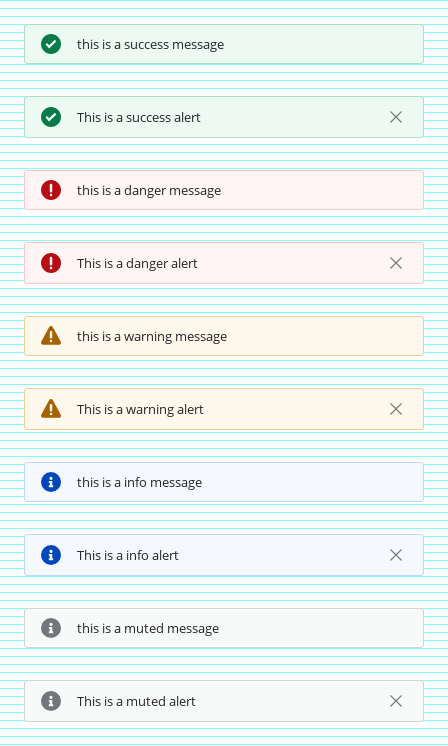 this is a success message
This is a success alert
this is a danger message
This is a danger alert
this is a warning message
This is a warning alert
this is a info message
This is a info alert
this is a muted message
This is a muted alert